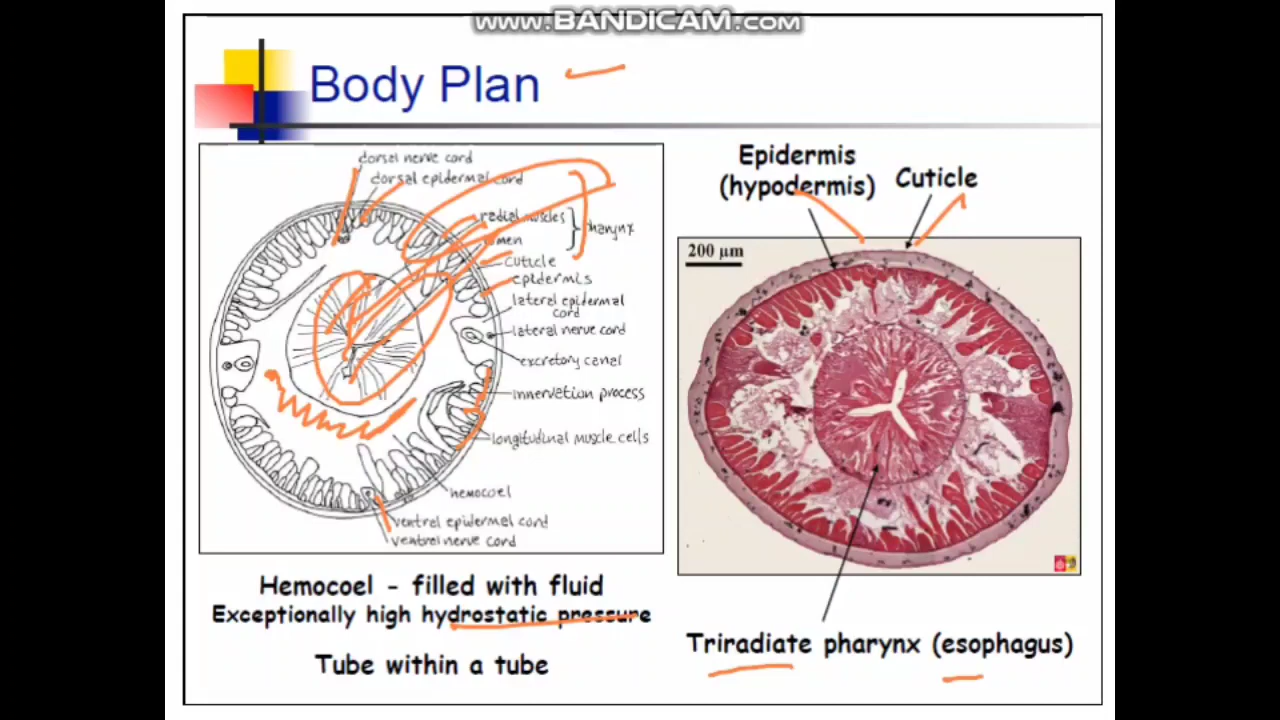 www.BANDICAM.com
Body Plan
dorsal nerve cord
dorsal epidermal cord
radial muscles
lumen
Pharynx
Cuticle
epidermis
lateral epidermal
cord
lateral nerve cord
excretory canal
innervation process
longitudinal muscle cells
hemocoel
ventral epidermal cord
ventral nerve cord
Hemocoel - filled with fluid
Exceptionally high hydrostatic pressure
Tube within a tube
Epidermis
(hypodermis)
Cuticle
200 µm
Triradiate pharynx (esophagus)